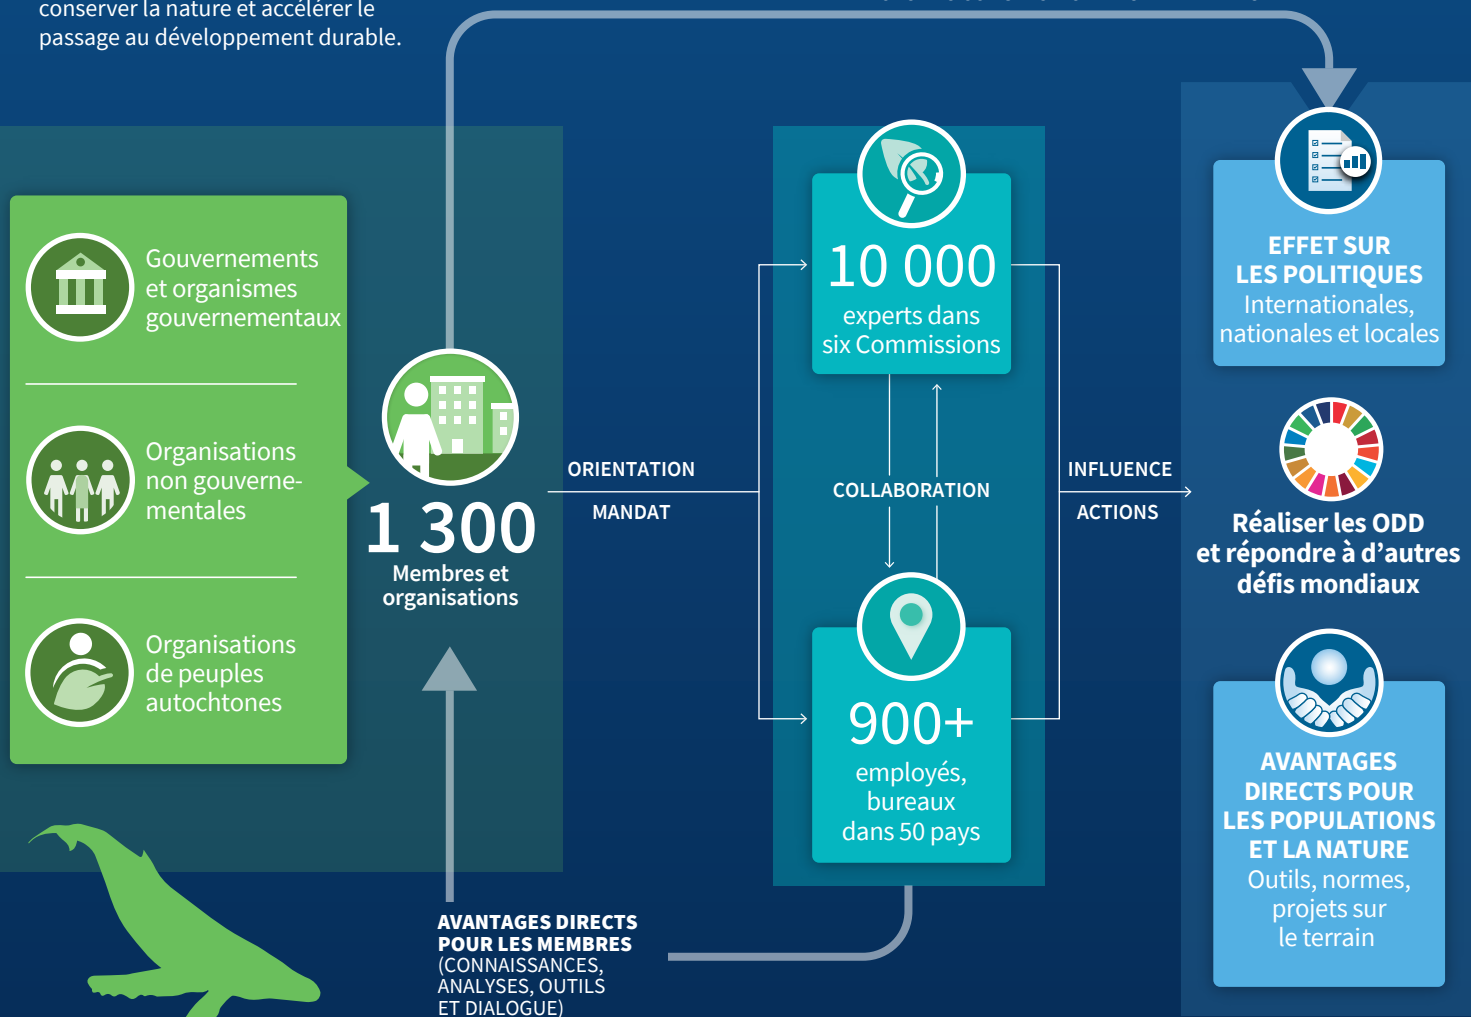 conserver la nature et accélérer le
passage au développement durable.
Gouvernements
et organismes
gouvernementaux
Organisations
non gouverne-
mentales
Organisations
de peuples
autochtones
1 300
Membres et
organisations
ORIENTATION
MANDAT
10 000
experts dans
six Commissions
COLLABORATION
900+
employés,
bureaux
dans 50 pays
INFLUENCE
ACTIONS
EFFET SUR
LES POLITIQUES
Internationales,
nationales et locales
Réaliser les ODD
et répondre à d’autres
défis mondiaux
AVANTAGES
DIRECTS POUR
LES POPULATIONS
ET LA NATURE
Outils, normes,
projets sur
le terrain
AVANTAGES DIRECTS
POUR LES MEMBRES
(CONNAISSANCES,
ANALYSES, OUTILS
ET DIALOGUE)